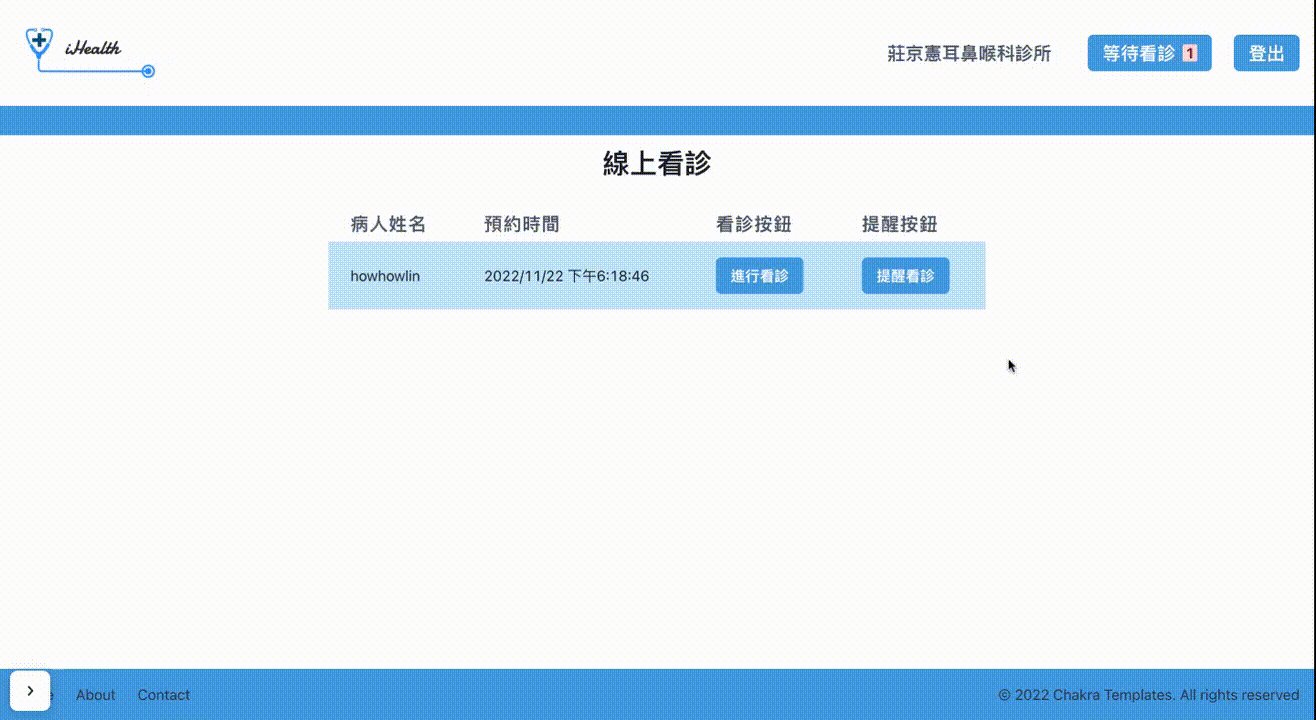 iHealth
莊京憲耳鼻喉科診所
等待看診 1
登出
線上看診
病人姓名 預約時間 看診按鈕 提醒按鈕
howhowlin 2022/11/22 下午6:18:46 進行看診 提醒看診
About Contact
© 2022 Chakra Templates. All rights reserved